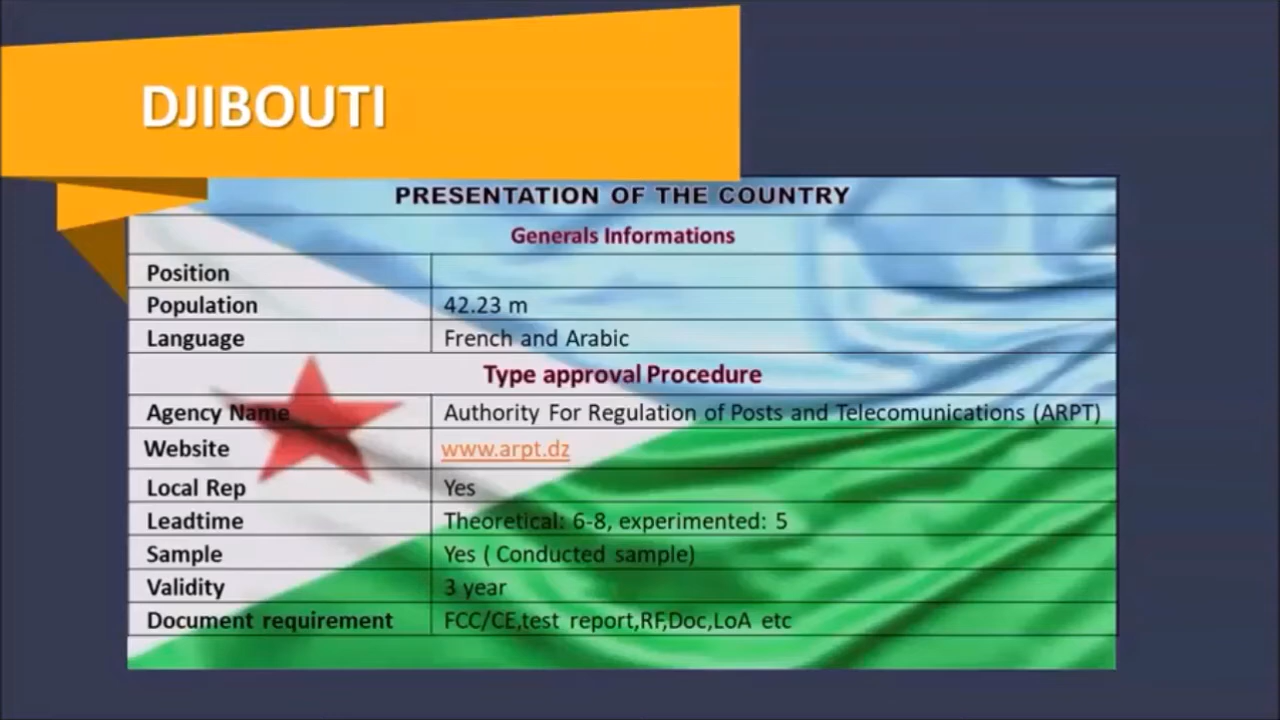 DJIBOUTI
PRESENTATION OF THE COUNTRY
Generals Informations
Position
Population 42.23 m
Language French and Arabic
Type approval Procedure
Agency Name Authority For Regulation of Posts and Telecomunications (ARPT)
Website www.arpt.dz
Local Rep Yes
Leadtime Theoretical: 6-8, experimented: 5
Sample Yes ( Conducted sample)
Validity 3 year
Document requirement FCC/CE,test report,RF,Doc,LoA etc